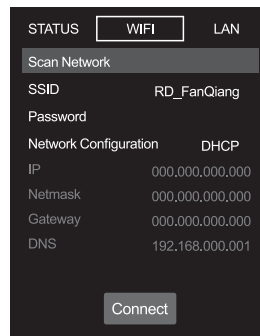 STATUS WIFI LAN
Scan Network
SSID RD_FanQiang
Password
Network Configuration DHCP
IP 000.000.000.000
Netmask 000.000.000.000
Gateway 000.000.000.000
DNS 192.168.000.001
Connect